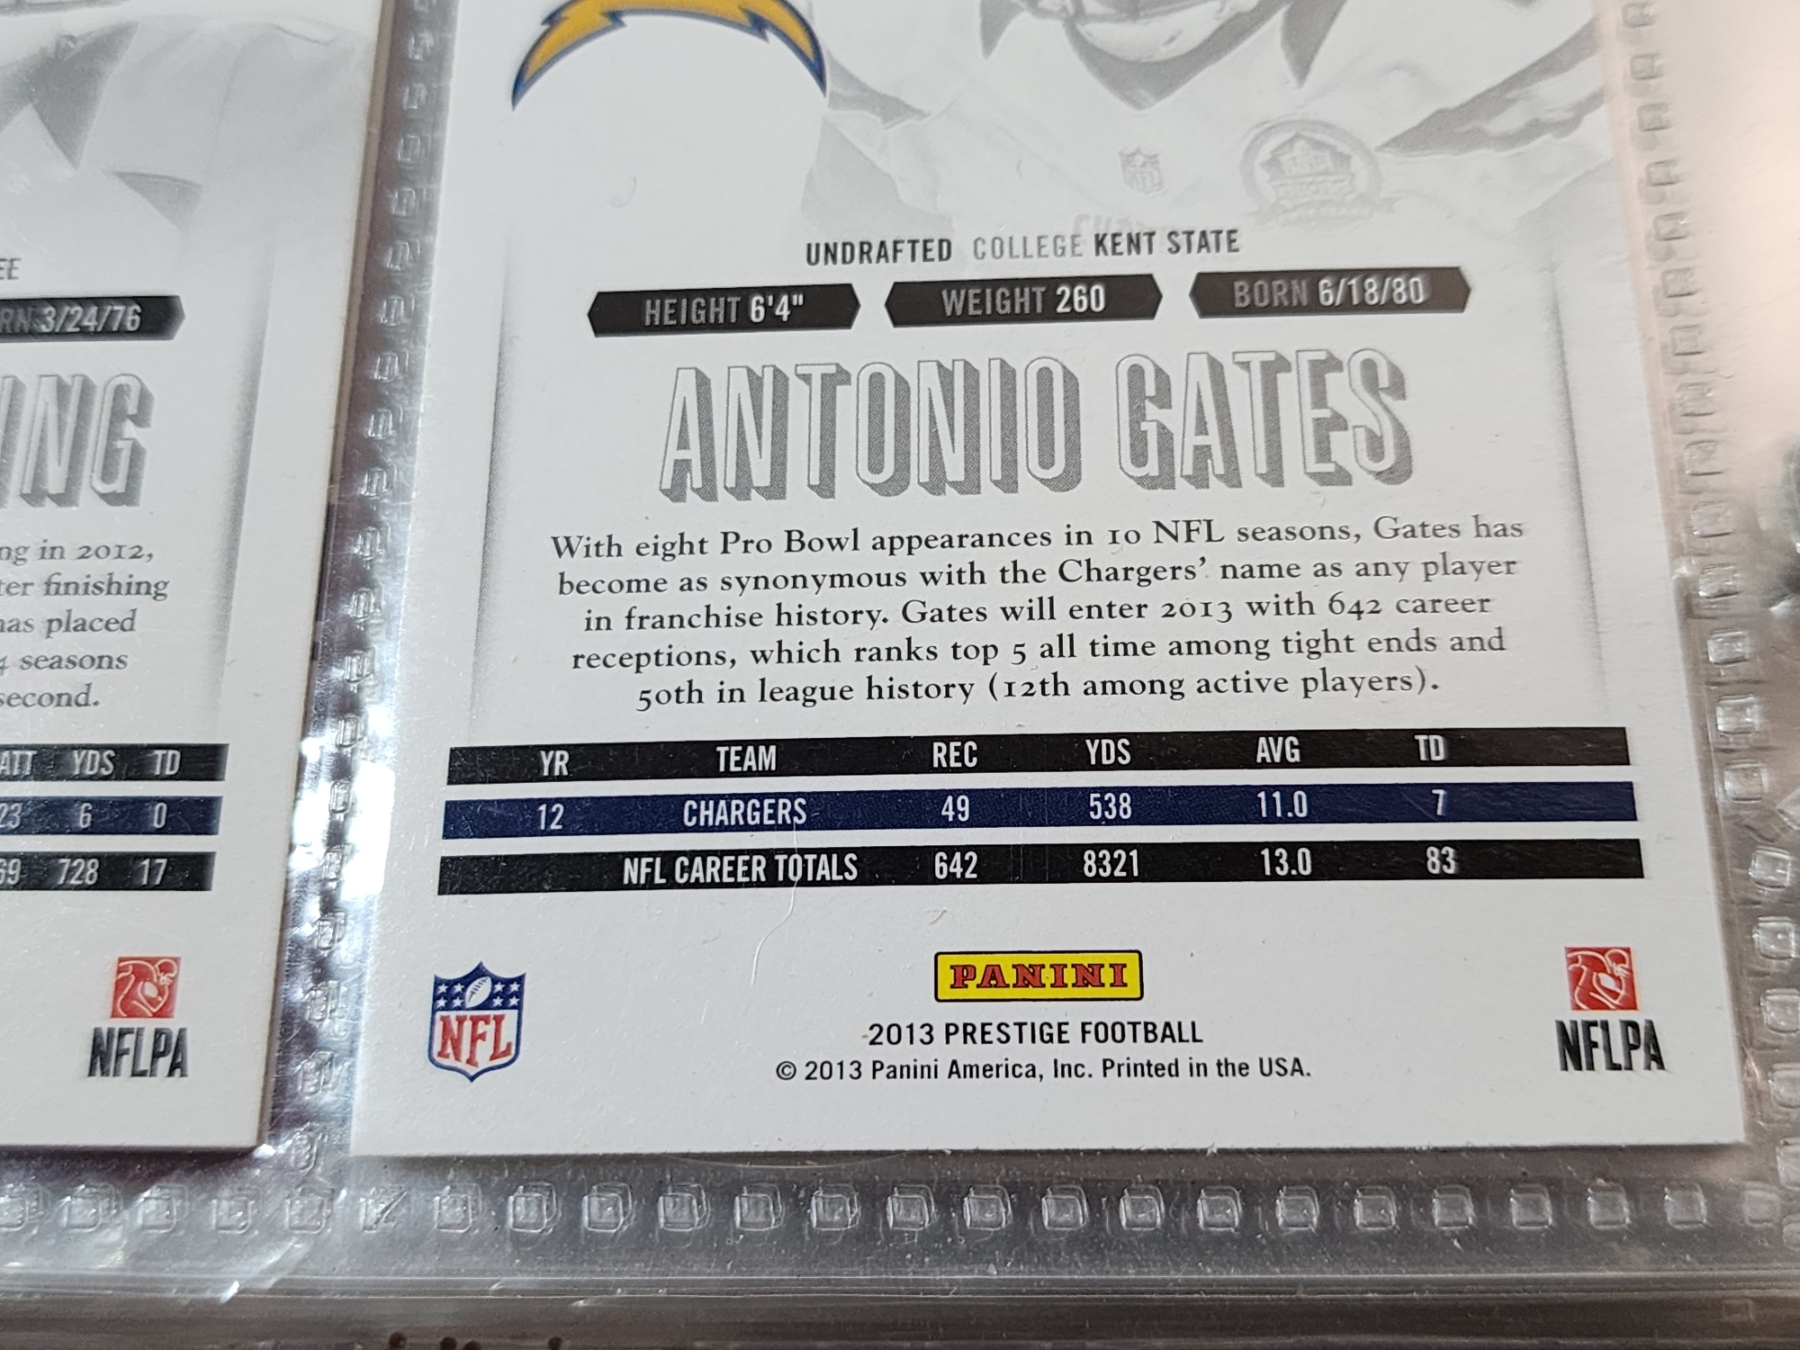 UNDRAFTED COLLEGE KENT STATE
HEIGHT 6'4" WEIGHT 260 BORN 6/18/80
ANTONIO GATES
With eight Pro Bowl appearances in 10 NFL seasons, Gates has
become as synonymous with the Chargers' name as any player
in franchise history. Gates will enter 2013 with 642 career
receptions, which ranks top 5 all time among tight ends and
50th in league history (12th among active players).
YR TEAM REC YDS AVG TD
12 CHARGERS 49 538 11.0 7
NFL CAREER TOTALS 642 8321 13.0 83
NFL
PANINI
2013 PRESTIGE FOOTBALL
© 2013 Panini America, Inc. Printed in the USA.
NFLPA
3/24/76
ING
in 2012,
finishing
placed
seasons
second.
ATT YDS TD
6 0
728 17
NFLPA